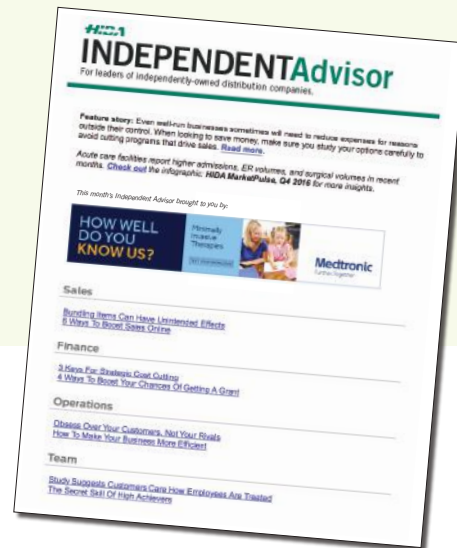 HIDA
INDEPENDENTAdvisor
For leaders of independently-owned distribution companies.
Feature story: Even well-run businesses sometimes will need to reduce expenses for reasons
outside their control. When looking to save money, make sure you study your options carefully to
avoid cutting programs that drive sales. Read more.
Acute care facilities report higher admissions, ER volumes, and surgical volumes in recent
months. Check out the infographic: HIDA MarketPulse, Q4 2016 for more insights.
This month's Independent Advisor brought to you by:
HOW WELL
DO YOU
KNOW US?
Minimally
Invasive
Therapies
Medtronic
Further, Together
Sales
Bundling Items Can Have Unintended Effects
6 Ways To Boost Sales Online
Finance
3 Keys For Strategic Cost Cutting
4 Ways To Boost Your Chances Of Getting A Grant
Operations
Obsess Over Your Customers, Not Your Rivals
How To Make Your Business More Efficient
Team
Study Suggests Customers Care How Employees Are Treated
The Secret Skill Of High Achievers